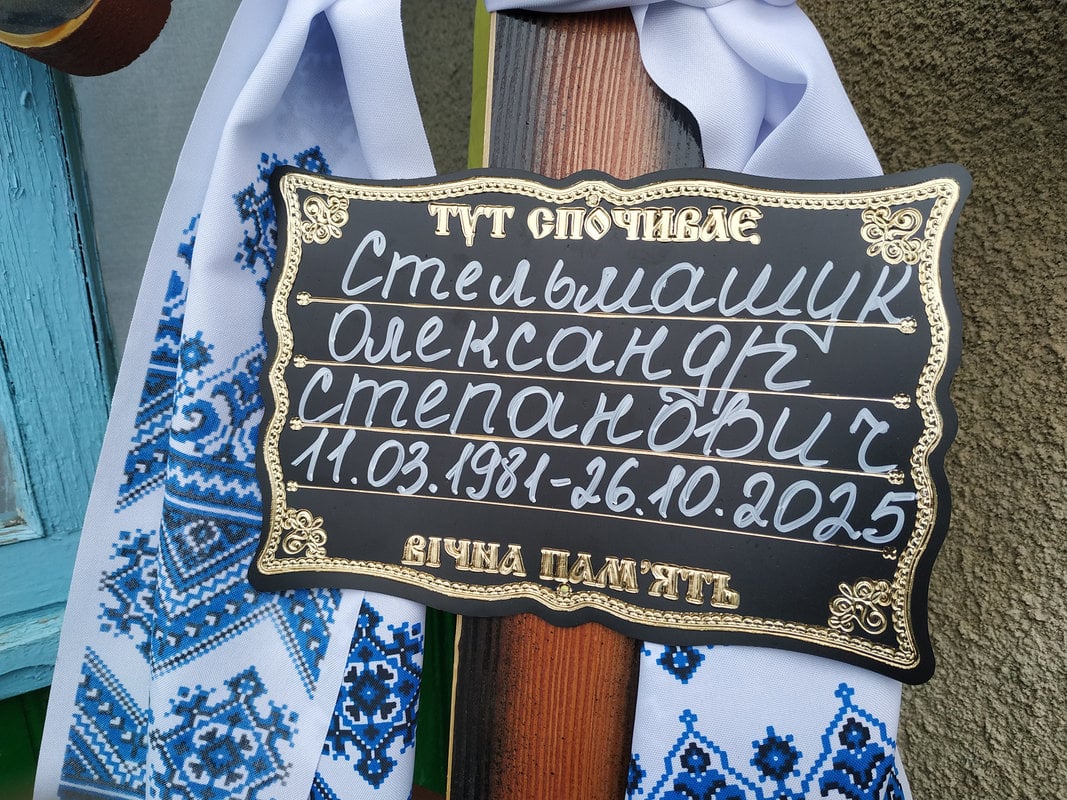 ТУТ СПОЧИВАЄ
Стельмащук
Олександр
Степанович
11.03.1981-26.10.2025
ВІЧНА ПАМ'ЯТЬ